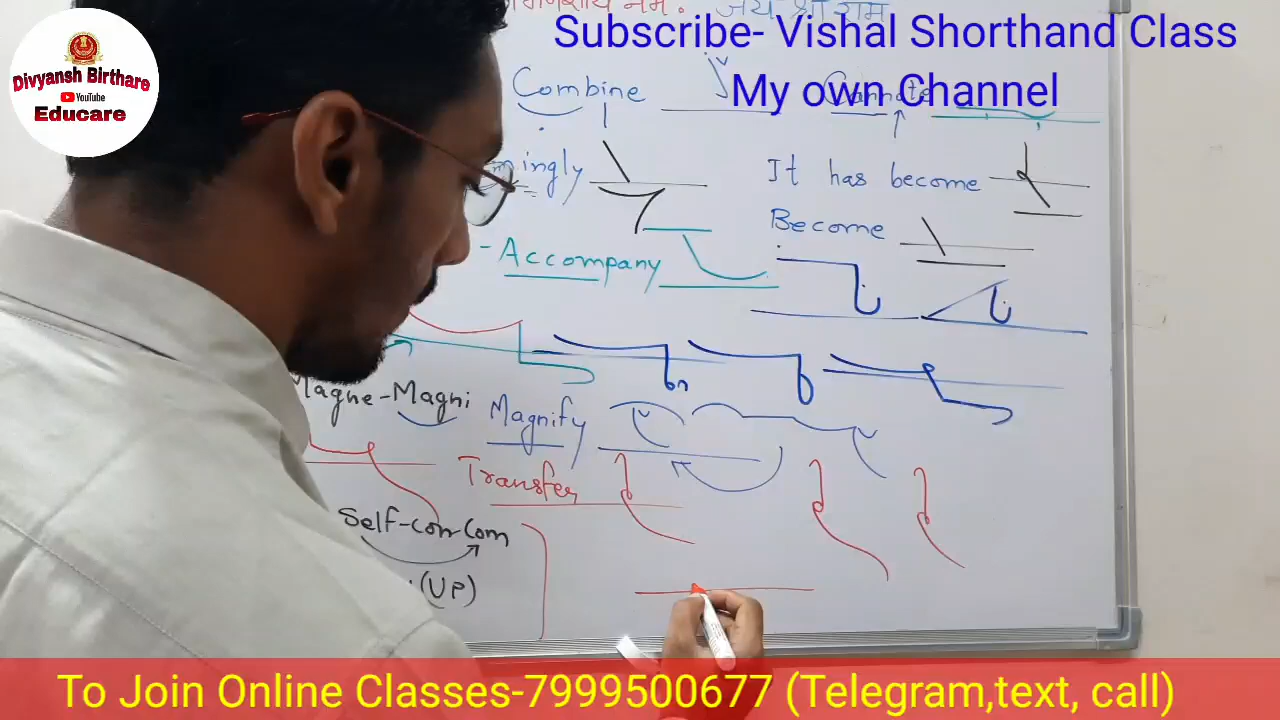 जय श्री राम
Subscribe- Vishal Shorthand Class
My own Channel
Divyansh Birthare
YouTube
Educare
Combine
It has become
Become
- Accompany
Magne-Magni
Magnify
Transfer
Self-con-Com
(UP)
To Join Online Classes-7999500677 (Telegram,text, call)